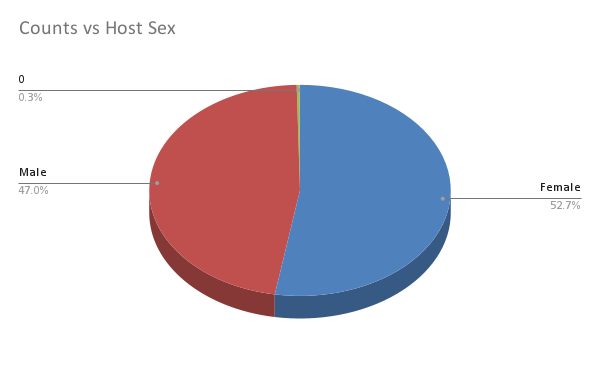 Counts vs Host Sex
0
0.3%
Male
47.0%
Female
52.7%